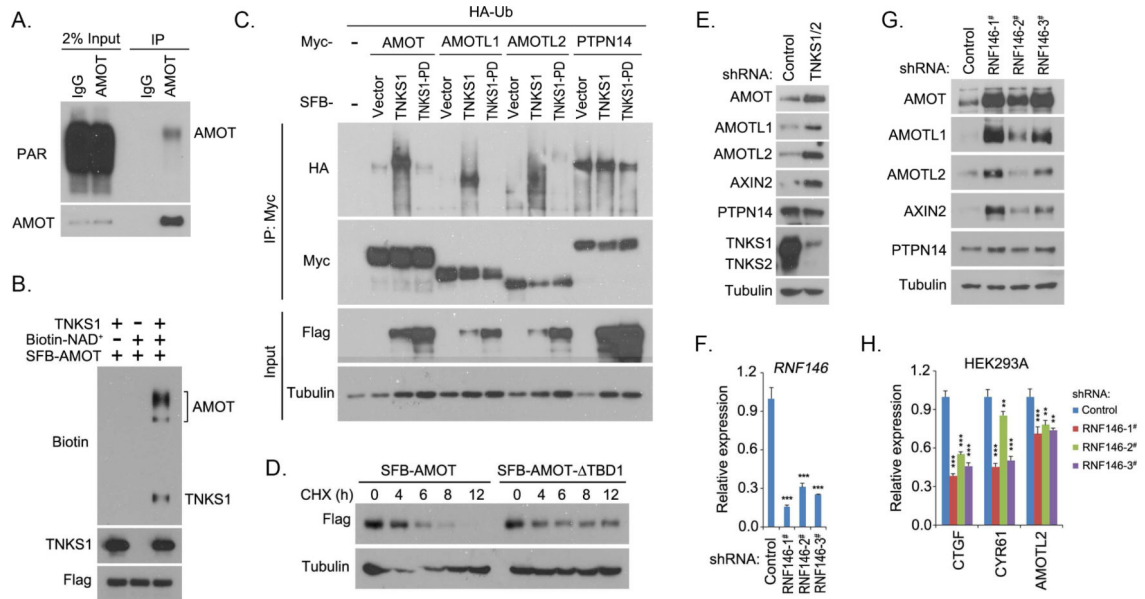 A.
2% Input IP
IgG AMOT IgG AMOT
PAR
AMOT
AMOT
B.
TNKS1 + - +
Biotin-NAD⁺ - + +
SFB-AMOT + + +
Biotin
AMOT
TNKS1
TNKS1
Flag
C.
HA-Ub
Myc- - AMOT AMOTL1 AMOTL2 PTPN14
SFB- - Vector TNKS1 TNKS1-PD Vector TNKS1 TNKS1-PD Vector TNKS1 TNKS1-PD Vector TNKS1 TNKS1-PD
IP: Myc
HA
Myc
Input
Flag
Tubulin
D.
SFB-AMOT SFB-AMOT-ΔTBD1
CHX (h) 0 4 6 8 12 0 4 6 8 12
Flag
Tubulin
E.
shRNA: Control TNKS1/2
AMOT
AMOTL1
AMOTL2
AXIN2
PTPN14
TNKS1
TNKS2
Tubulin
F.
RNF146
Relative expression
1.2
0.9
0.6
0.3
0.0
*** *** ***
shRNA: Control RNF146-1# RNF146-2# RNF146-3#
G.
shRNA: Control RNF146-1# RNF146-2# RNF146-3#
AMOT
AMOTL1
AMOTL2
AXIN2
PTPN14
Tubulin
H.
HEK293A
Relative expression
1.2
0.9
0.6
0.3
0.0
*** *** *** *** ** *** *** ** **
CTGF CYR61 AMOTL2
shRNA:
Control
RNF146-1#
RNF146-2#
RNF146-3#